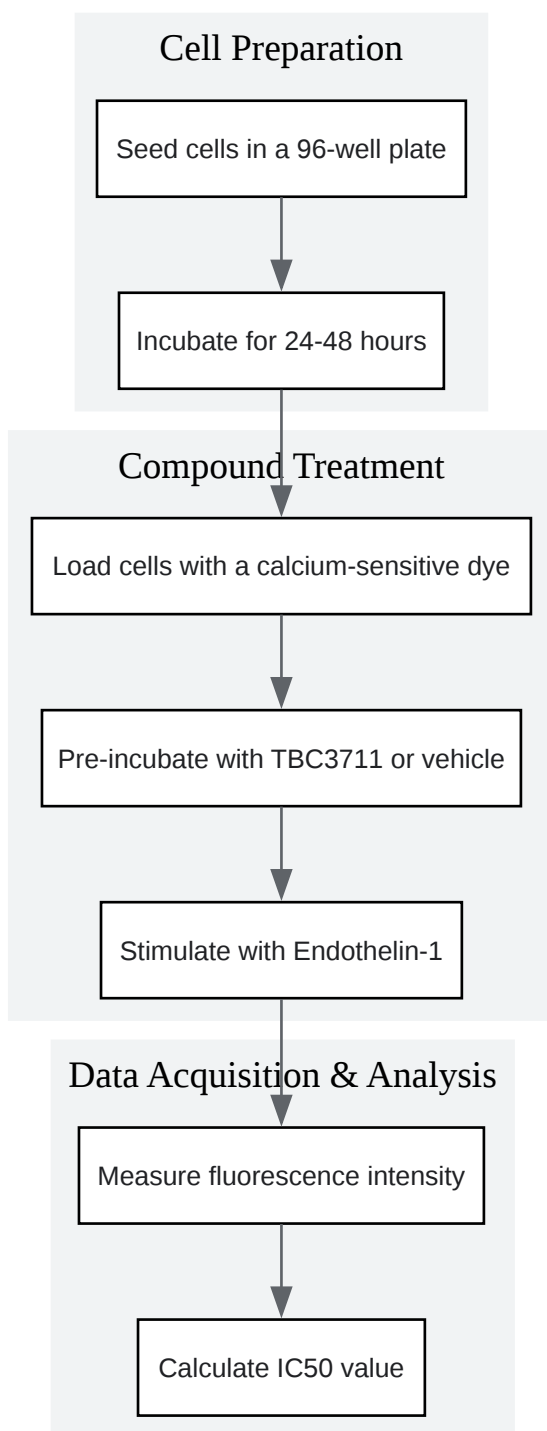 Cell Preparation
Seed cells in a 96-well plate
Incubate for 24-48 hours
Compound Treatment
Load cells with a calcium-sensitive dye
Pre-incubate with TBC3711 or vehicle
Stimulate with Endothelin-1
Data Acquisition & Analysis
Measure fluorescence intensity
Calculate IC50 value